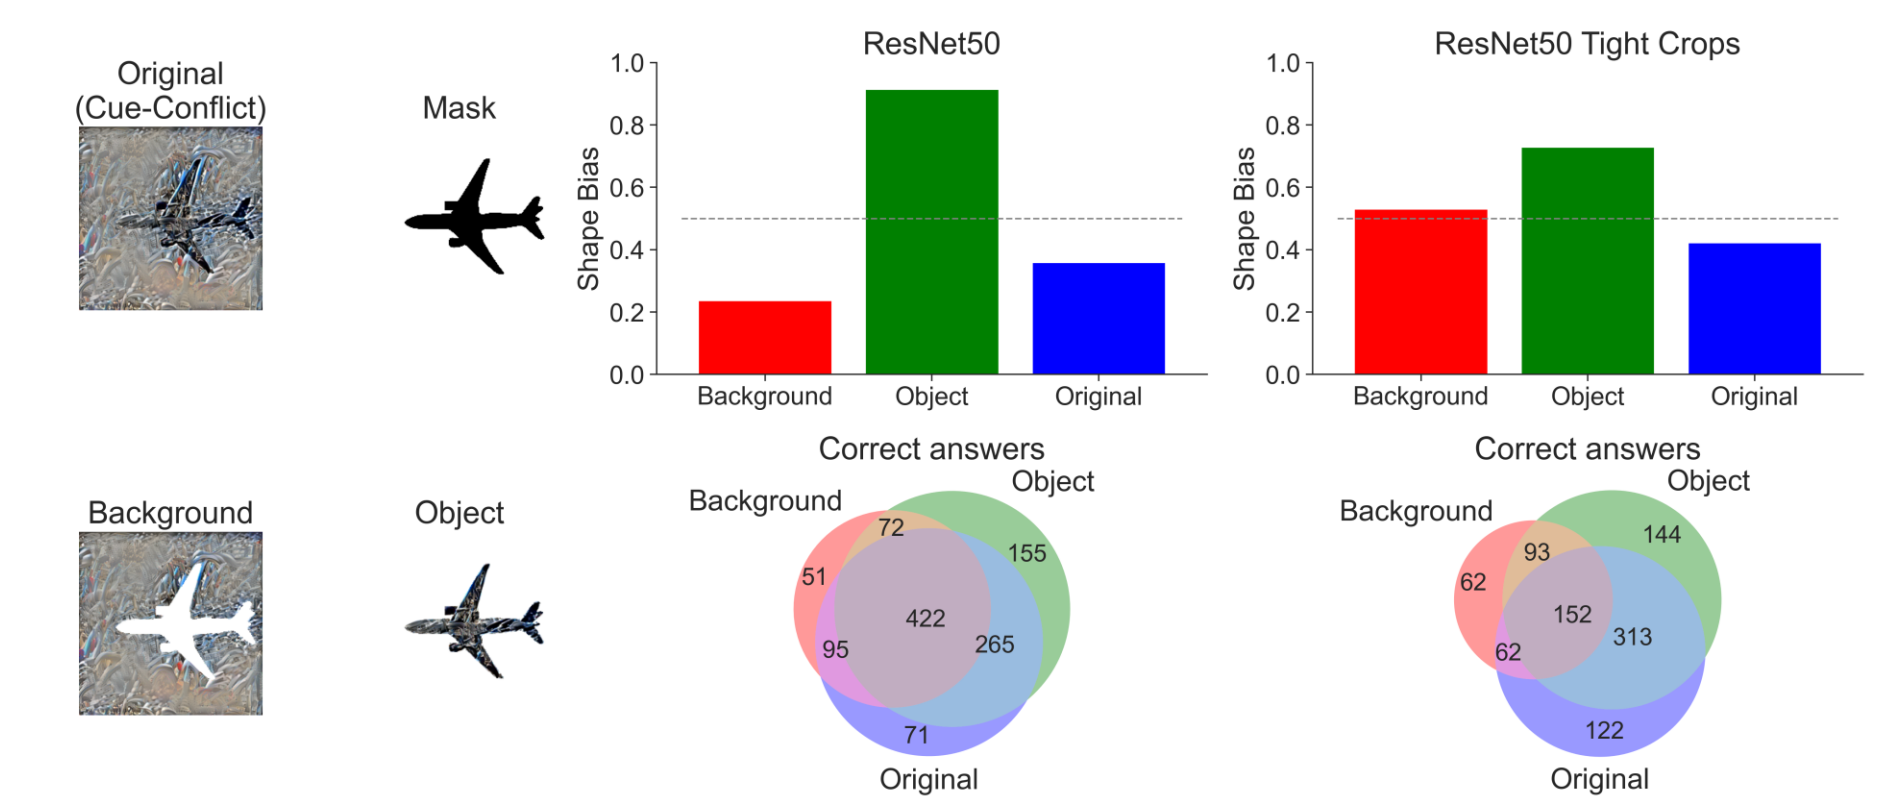 Original
(Cue-Conflict)
Mask
Background
Object
ResNet50
Shape Bias
1.0
0.8
0.6
0.4
0.2
0.0
Background Object Original
ResNet50 Tight Crops
Shape Bias
1.0
0.8
0.6
0.4
0.2
0.0
Background Object Original
Correct answers
Background
Object
72
155
51
422
95
265
71
Original
Correct answers
Object
Background
144
93
62
152
313
62
122
Original